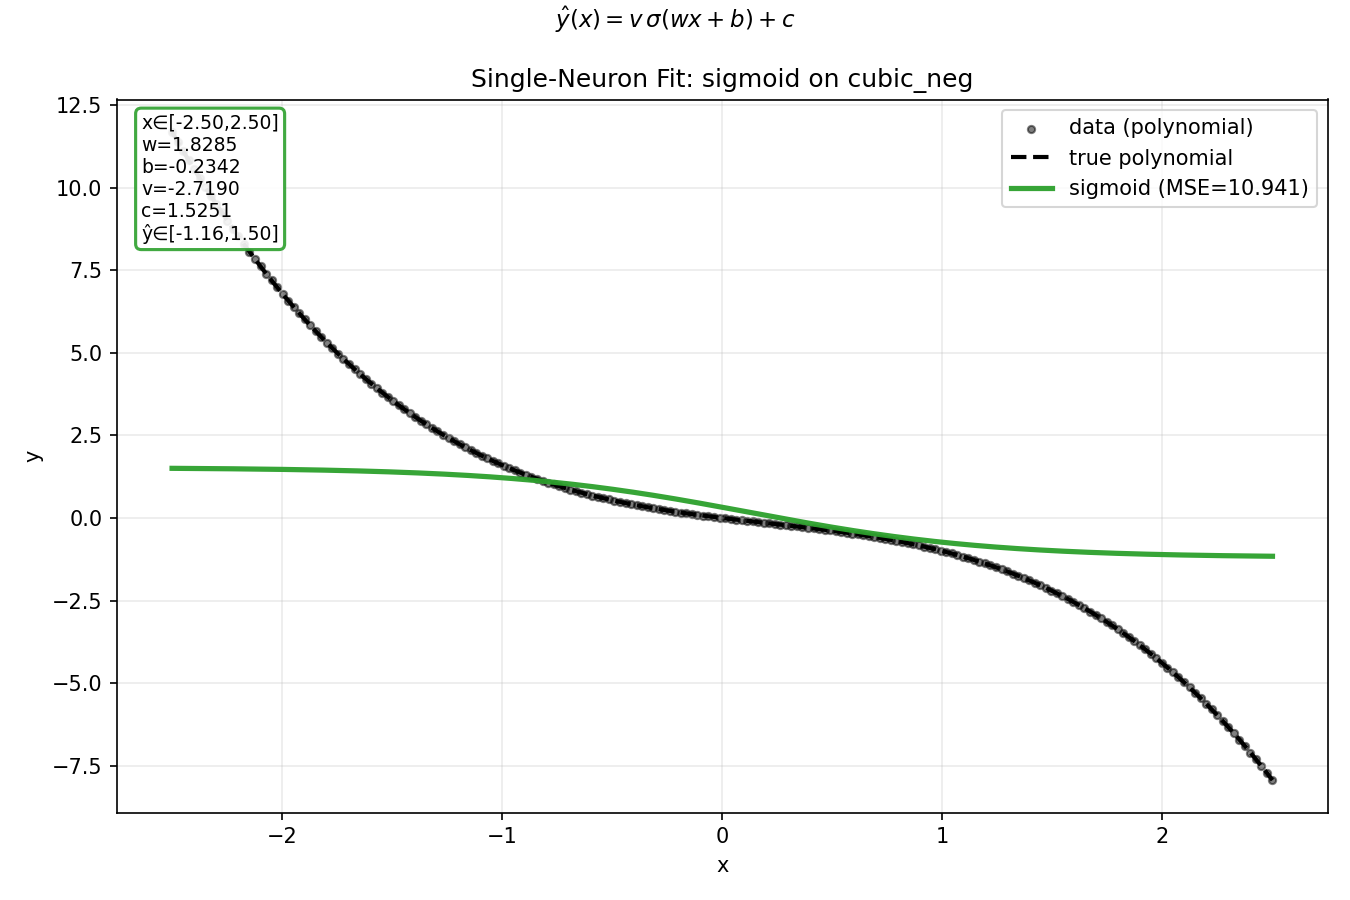 ŷ(x) = v σ(wx + b) + c
Single-Neuron Fit: sigmoid on cubic_neg
12.5
10.0
7.5
5.0
2.5
0.0
−2.5
−5.0
−7.5
y
x∈[-2.50,2.50]
w=1.8285
b=-0.2342
v=-2.7190
c=1.5251
ŷ∈[-1.16,1.50]
data (polynomial)
true polynomial
sigmoid (MSE=10.941)
−2
−1
0
1
2
x